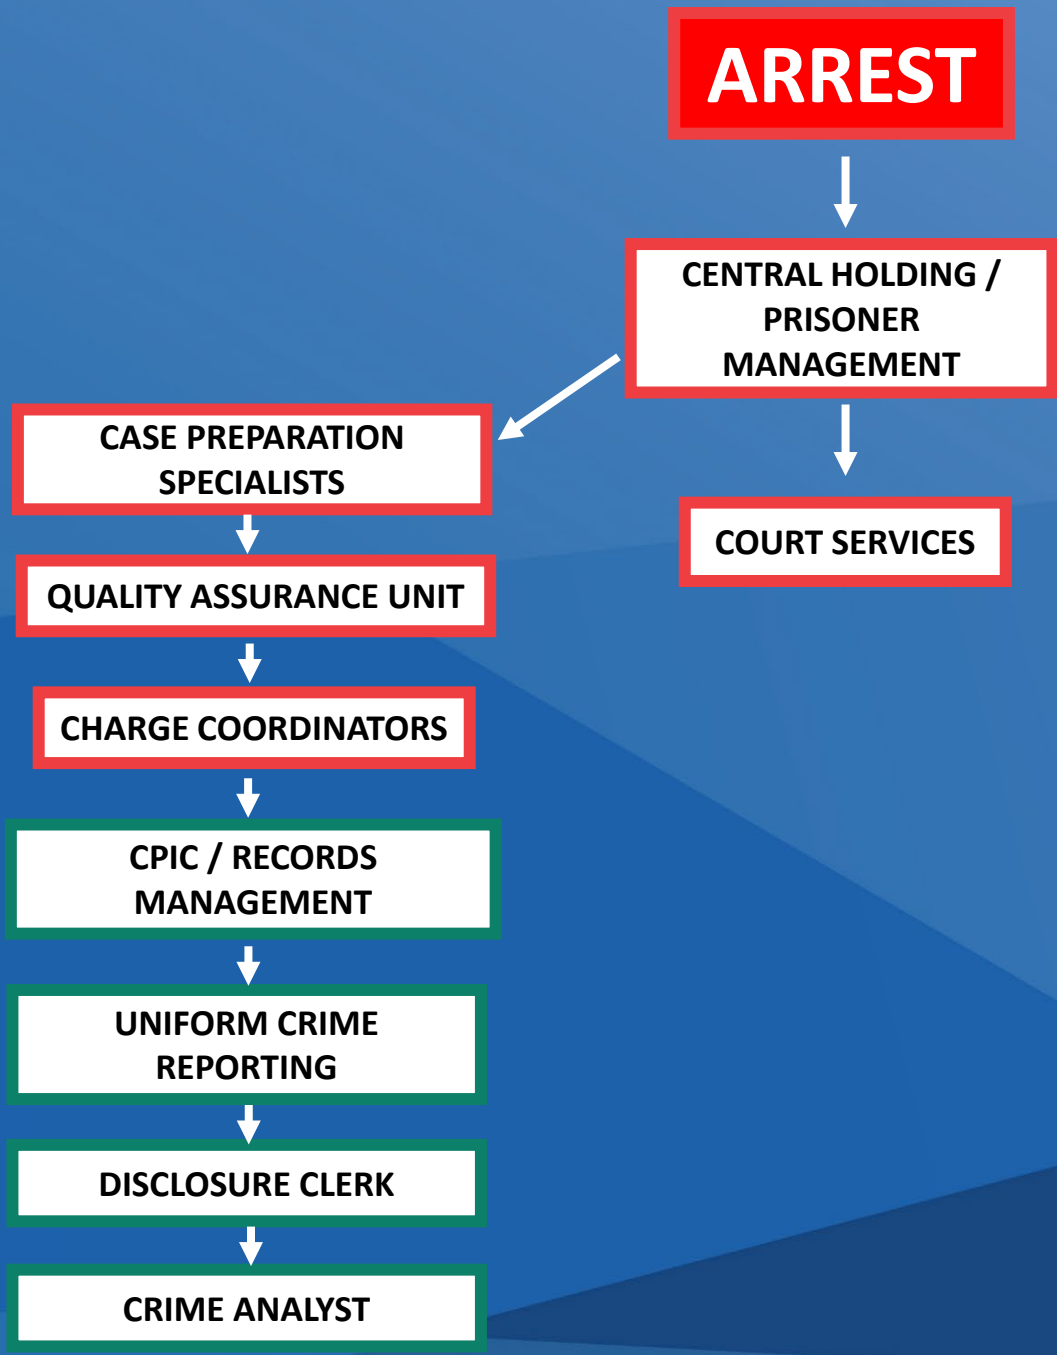 ARREST
CENTRAL HOLDING /
PRISONER
MANAGEMENT
CASE PREPARATION
SPECIALISTS
COURT SERVICES
QUALITY ASSURANCE UNIT
CHARGE COORDINATORS
CPIC / RECORDS
MANAGEMENT
UNIFORM CRIME
REPORTING
DISCLOSURE CLERK
CRIME ANALYST